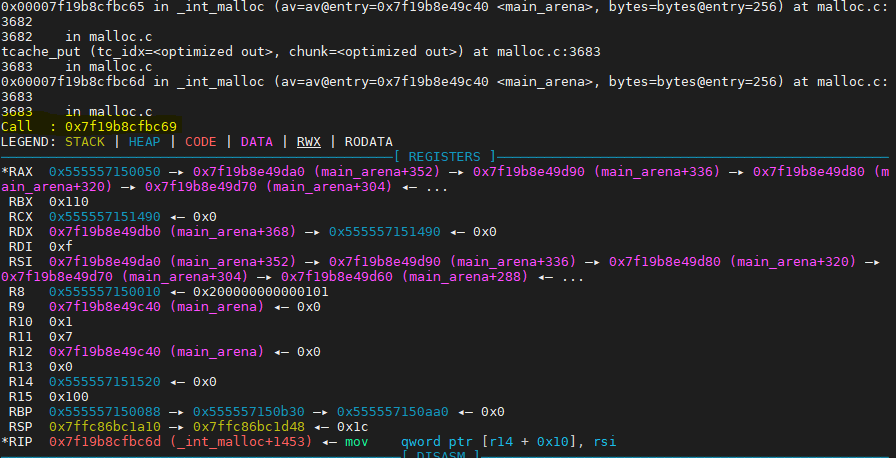 0x00007f19b8cfbc65 in _int_malloc (av=av@entry=0x7f19b8e49c40 <main_arena>, bytes=bytes@entry=256) at malloc.c:
3682
3682    in malloc.c
tcache_put (tc_idx=<optimized out>, chunk=<optimized out>) at malloc.c:3683
3683    in malloc.c
0x00007f19b8cfbc6d in _int_malloc (av=av@entry=0x7f19b8e49c40 <main_arena>, bytes=bytes@entry=256) at malloc.c:
3683
3683    in malloc.c
Call  : 0x7f19b8cfbc69
LEGEND: STACK | HEAP | CODE | DATA | RWX | RODATA
[ REGISTERS ]
*RAX  0x555557150050 —▸ 0x7f19b8e49da0 (main_arena+352) —▸ 0x7f19b8e49d90 (main_arena+336) —▸ 0x7f19b8e49d80 (m
ain_arena+320) —▸ 0x7f19b8e49d70 (main_arena+304) ◂— ...
RBX  0x110
RCX  0x555557151490 ◂— 0x0
RDX  0x7f19b8e49db0 (main_arena+368) —▸ 0x555557151490 ◂— 0x0
RDI  0xf
RSI  0x7f19b8e49da0 (main_arena+352) —▸ 0x7f19b8e49d90 (main_arena+336) —▸ 0x7f19b8e49d80 (main_arena+320) —▸
0x7f19b8e49d70 (main_arena+304) —▸ 0x7f19b8e49d60 (main_arena+288) ◂— ...
R8   0x555557150010 ◂— 0x200000000000101
R9   0x7f19b8e49c40 (main_arena) ◂— 0x0
R10  0x1
R11  0x7
R12  0x7f19b8e49c40 (main_arena) ◂— 0x0
R13  0x0
R14  0x555557151520 ◂— 0x0
R15  0x100
RBP  0x555557150088 —▸ 0x555557150b30 —▸ 0x555557150aa0 ◂— 0x0
RSP  0x7ffc86bc1a10 —▸ 0x7ffc86bc1d48 ◂— 0x1c
*RIP  0x7f19b8cfbc6d (_int_malloc+1453) ◂— mov    qword ptr [r14 + 0x10], rsi
[ DISASM ]